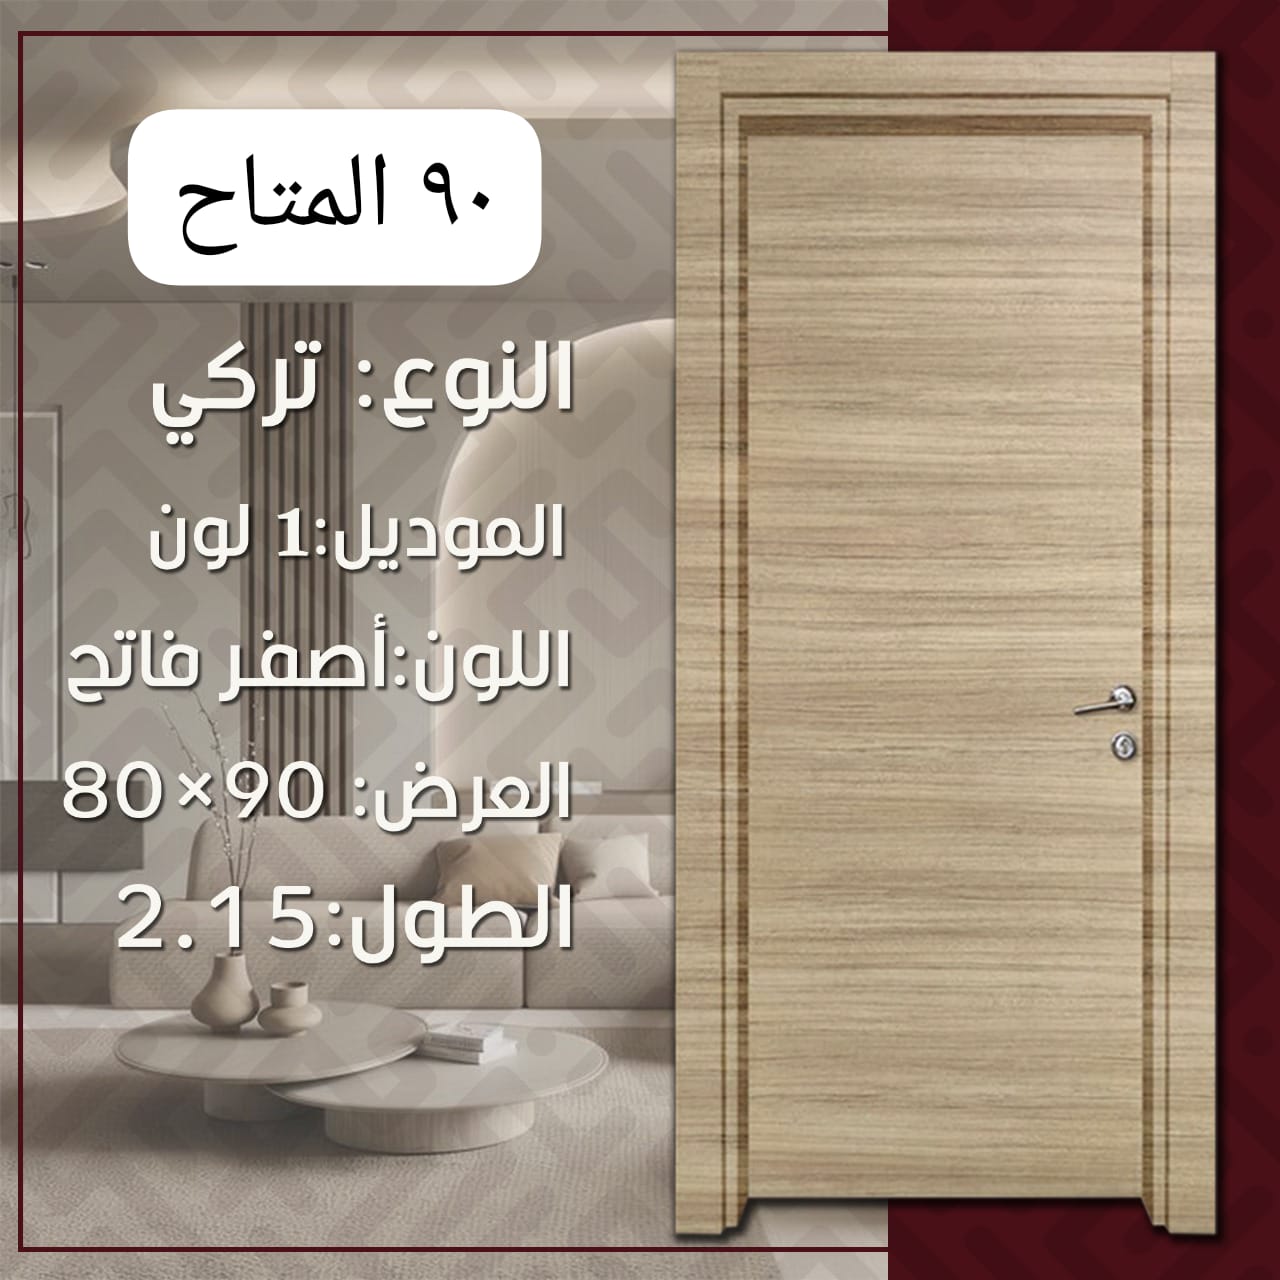 ٩٠ المتاح
النوع: تركي
الموديل:1 لون
اللون:أصفر فاتح
العرض: 90×80
الطول:2.15